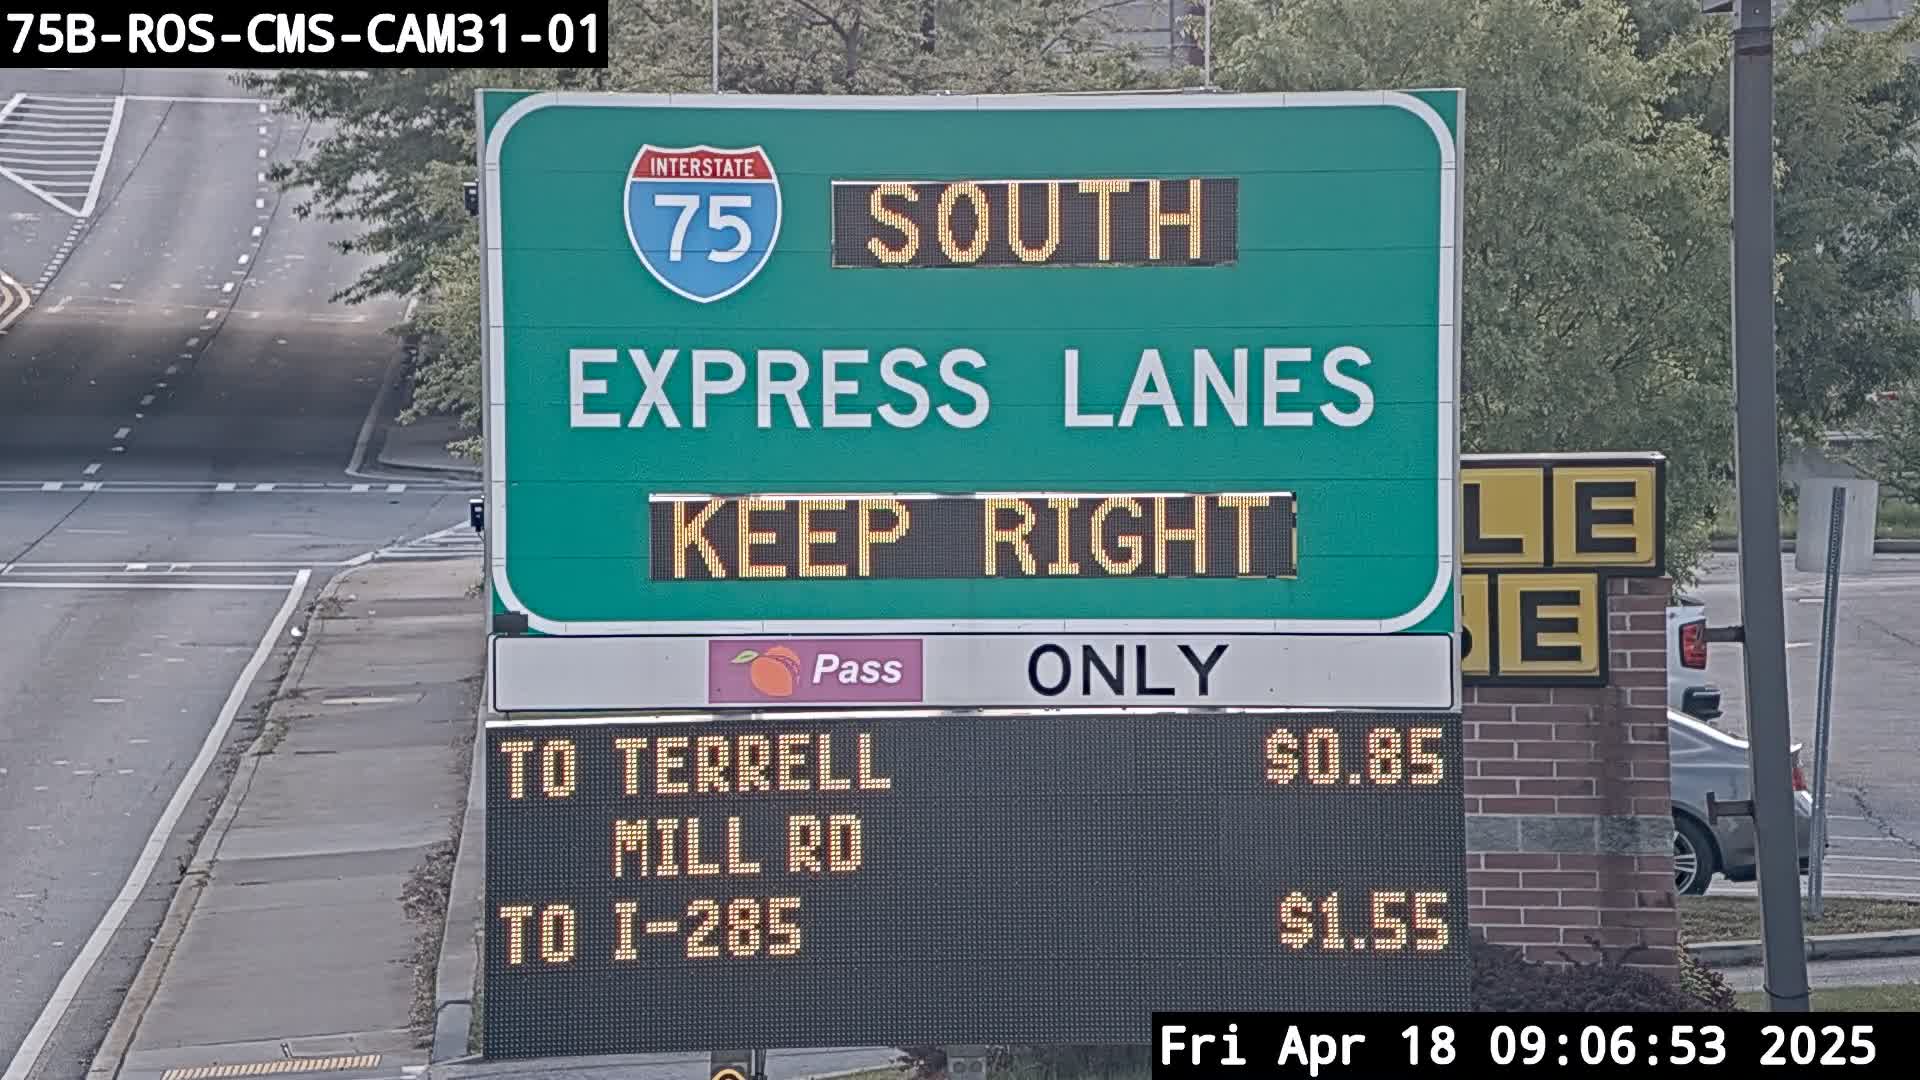 75B-ROS-CMS-CAM31-01
INTERSTATE
75
SOUTH
EXPRESS LANES
KEEP RIGHT
LE
E
Pass ONLY
TO TERRELL $0.85
MILL RD
TO I-285 $1.55
Fri Apr 18 09:06:53 2025